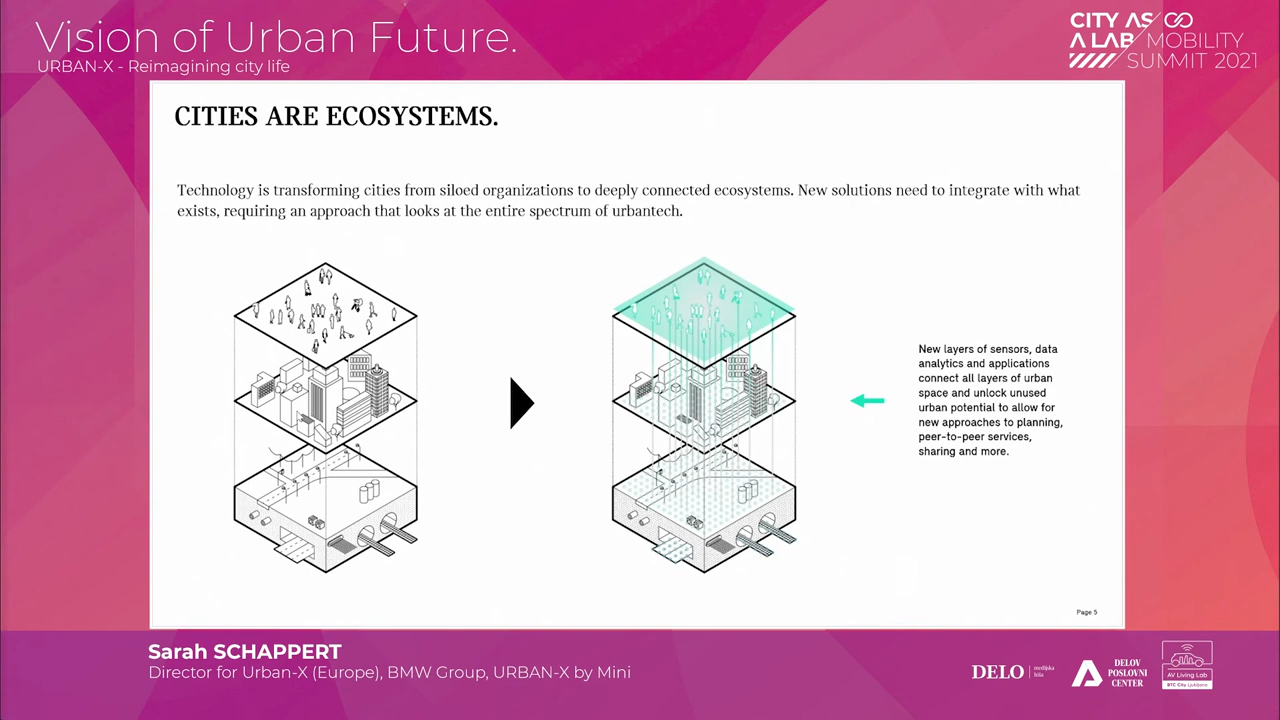 Vision of Urban Future.
URBAN-X - Reimagining city life
CITY AS
A LAB MOBILITY
SUMMIT 2021
CITIES ARE ECOSYSTEMS.
Technology is transforming cities from siloed organizations to deeply connected ecosystems. New solutions need to integrate with what
exists, requiring an approach that looks at the entire spectrum of urbantech.
New layers of sensors, data
analytics and applications
connect all layers of urban
space and unlock unused
urban potential to allow for
new approaches to planning,
peer-to-peer services,
sharing and more.
Page 5
Sarah SCHAPPERT
Director for Urban-X (Europe), BMW Group, URBAN-X by Mini
DELO medijska
hiša
DELOV
POSLOVNI
CENTER
AV Living Lab
BTC City Ljubljana